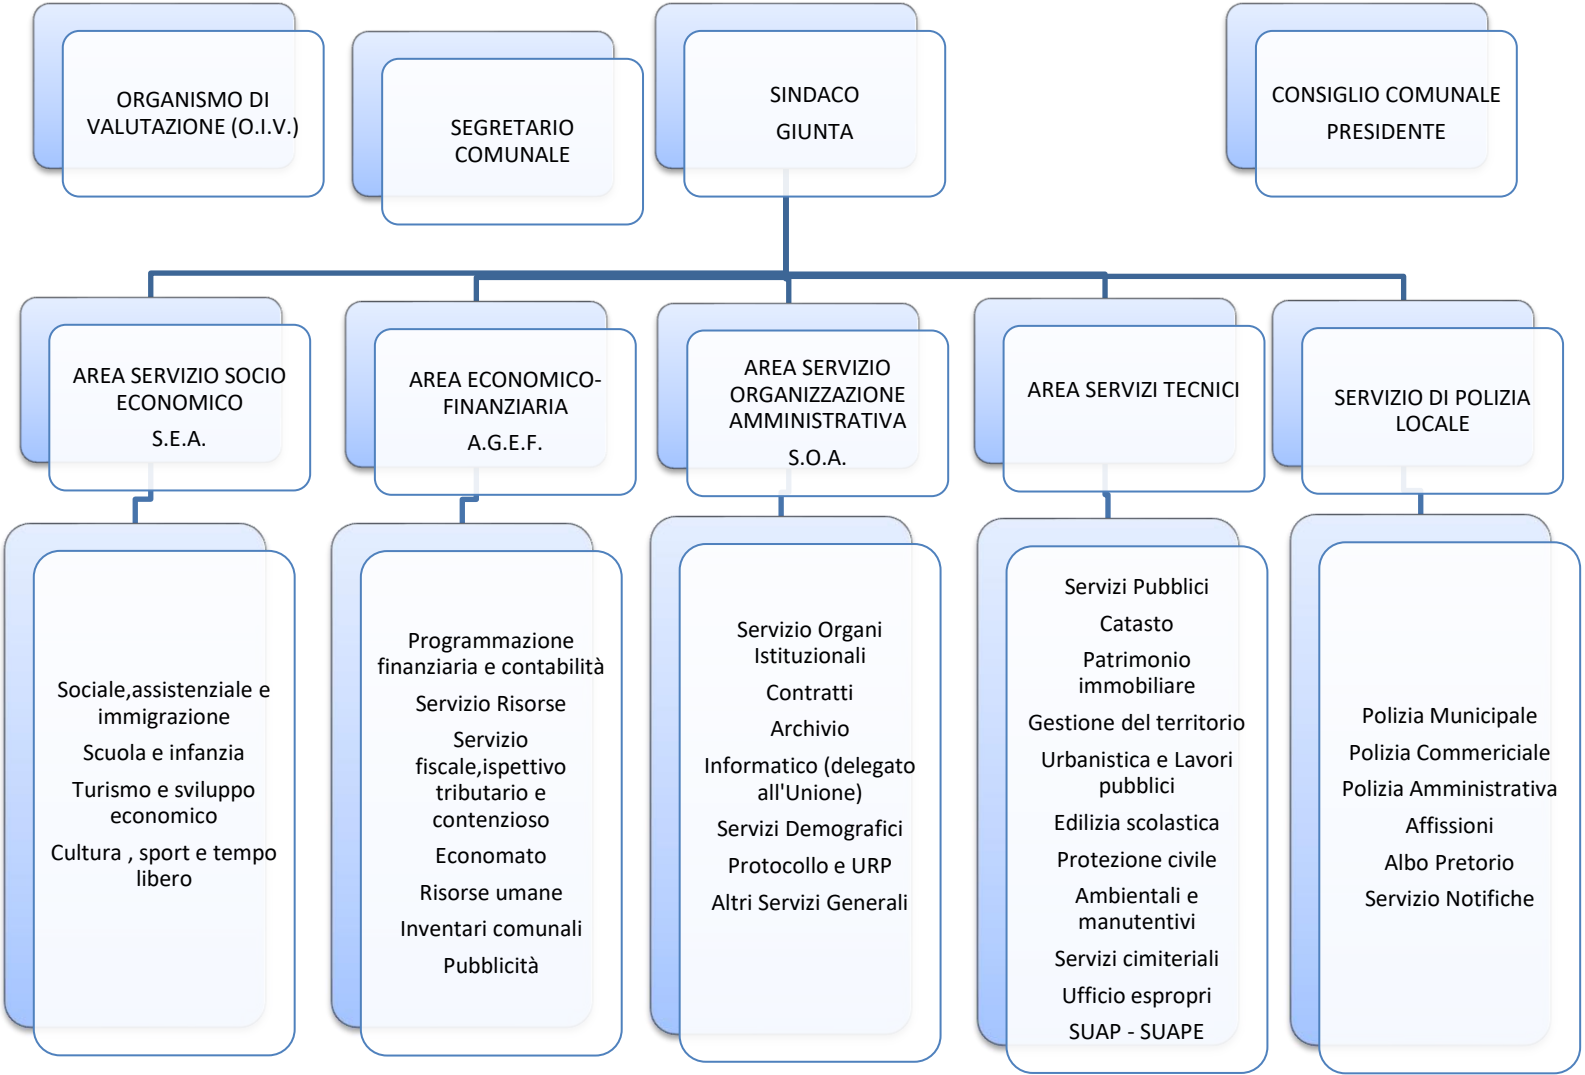 ORGANISMO DI
VALUTAZIONE (O.I.V.)
SEGRETARIO
COMUNALE
SINDACO
GIUNTA
CONSIGLIO COMUNALE
PRESIDENTE
AREA SERVIZIO SOCIO
ECONOMICO
S.E.A.
AREA ECONOMICO-
FINANZIARIA
A.G.E.F.
AREA SERVIZIO
ORGANIZZAZIONE
AMMINISTRATIVA
S.O.A.
AREA SERVIZI TECNICI
SERVIZIO DI POLIZIA
LOCALE
Sociale,assistenziale e
immigrazione
Scuola e infanzia
Turismo e sviluppo
economico
Cultura , sport e tempo
libero
Programmazione
finanziaria e contabilità
Servizio Risorse
Servizio
fiscale,ispettivo
tributario e
contenzioso
Economato
Risorse umane
Inventari comunali
Pubblicità
Servizio Organi
Istituzionali
Contratti
Archivio
Informatico (delegato
all'Unione)
Servizi Demografici
Protocollo e URP
Altri Servizi Generali
Servizi Pubblici
Catasto
Patrimonio
immobiliare
Gestione del territorio
Urbanistica e Lavori
pubblici
Edilizia scolastica
Protezione civile
Ambientali e
manutentivi
Servizi cimiteriali
Ufficio espropri
SUAP - SUAPE
Polizia Municipale
Polizia Commericiale
Polizia Amministrativa
Affissioni
Albo Pretorio
Servizio Notifiche